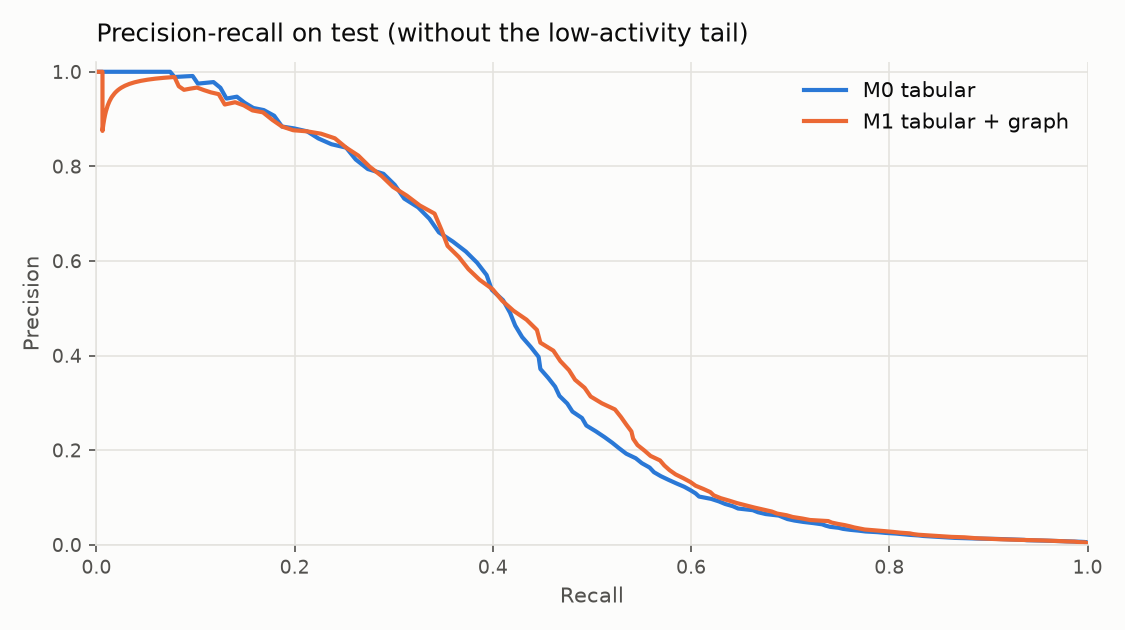 Precision-recall on test (without the low-activity tail)
M0 tabular
M1 tabular + graph
Precision
1.0
0.8
0.6
0.4
0.2
0.0
0.0 0.2 0.4 0.6 0.8 1.0
Recall